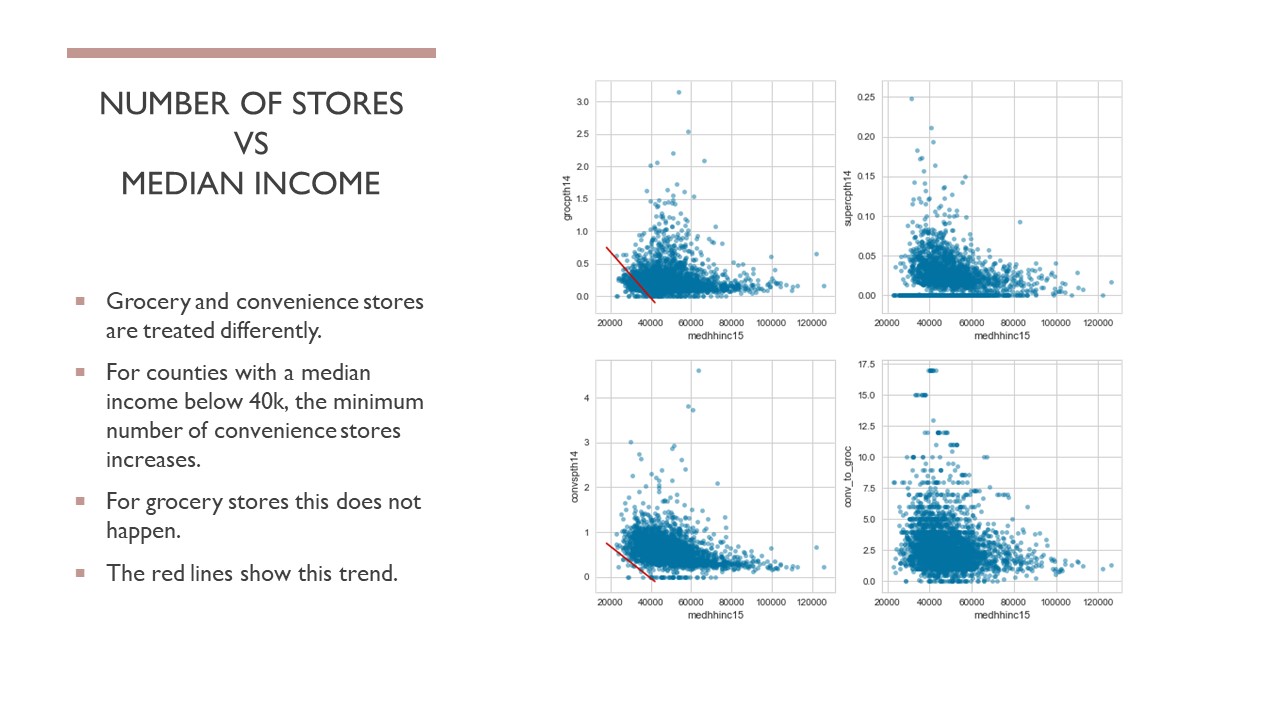 NUMBER OF STORES
VS
MEDIAN INCOME
Grocery and convenience stores
are treated differently.
For counties with a median
income below 40k, the minimum
number of convenience stores
increases.
For grocery stores this does not
happen.
The red lines show this trend.
grocpth14
3.0
2.5
2.0
1.5
1.0
0.5
0.0
20000 40000 60000 80000 100000 120000
medhhinc15
supercpth14
0.25
0.20
0.15
0.10
0.05
0.00
20000 40000 60000 80000 100000 120000
medhhinc15
convspth14
4
3
2
1
0
20000 40000 60000 80000 100000 120000
medhhinc15
conv_to_groc
17.5
15.0
12.5
10.0
7.5
5.0
2.5
0.0
20000 40000 60000 80000 100000 120000
medhhinc15